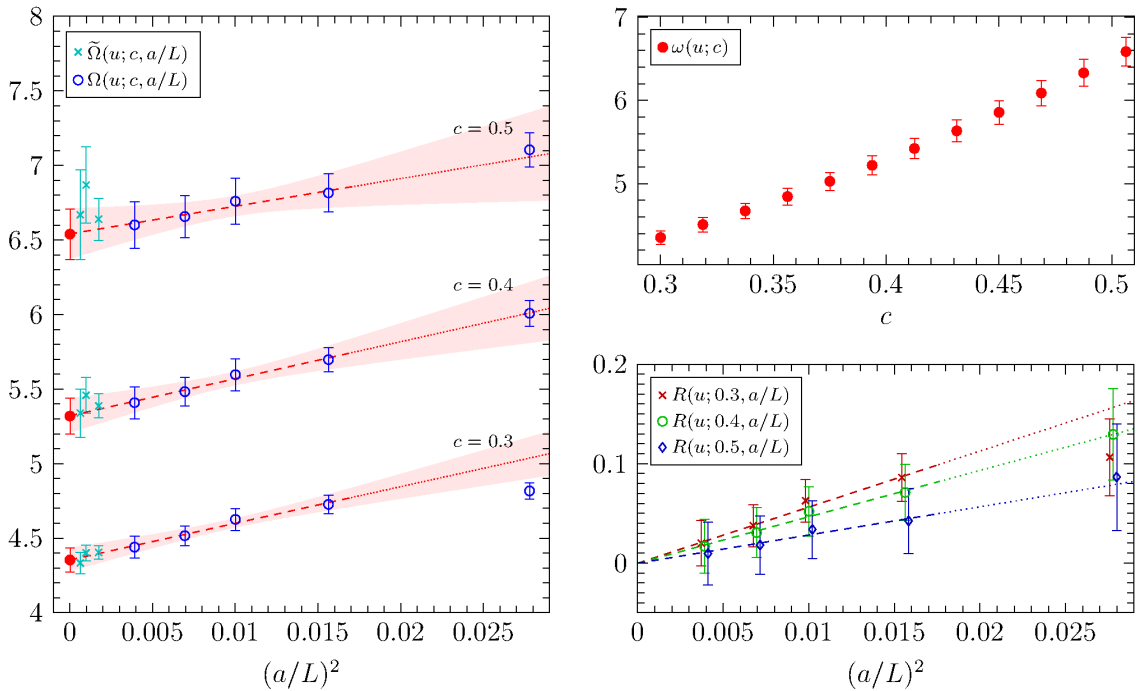 8
7.5
7
6.5
6
5.5
5
4.5
4
Ω̃(u; c, a/L)
Ω(u; c, a/L)
c = 0.5
c = 0.4
c = 0.3
0 0.005 0.01 0.015 0.02 0.025
(a/L)²
7
6
5
ω(u; c)
0.3 0.35 0.4 0.45 0.5
c
0.2
0.1
0
R(u; 0.3, a/L)
R(u; 0.4, a/L)
R(u; 0.5, a/L)
0 0.005 0.01 0.015 0.02 0.025
(a/L)²